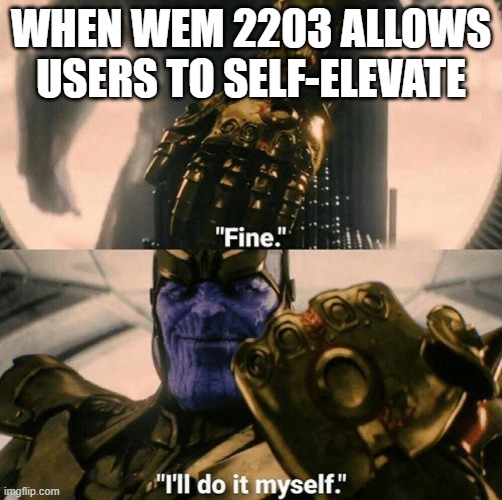 WHEN WEM 2203 ALLOWS
USERS TO SELF-ELEVATE
"Fine."
"I'll do it myself."
imgflip.com